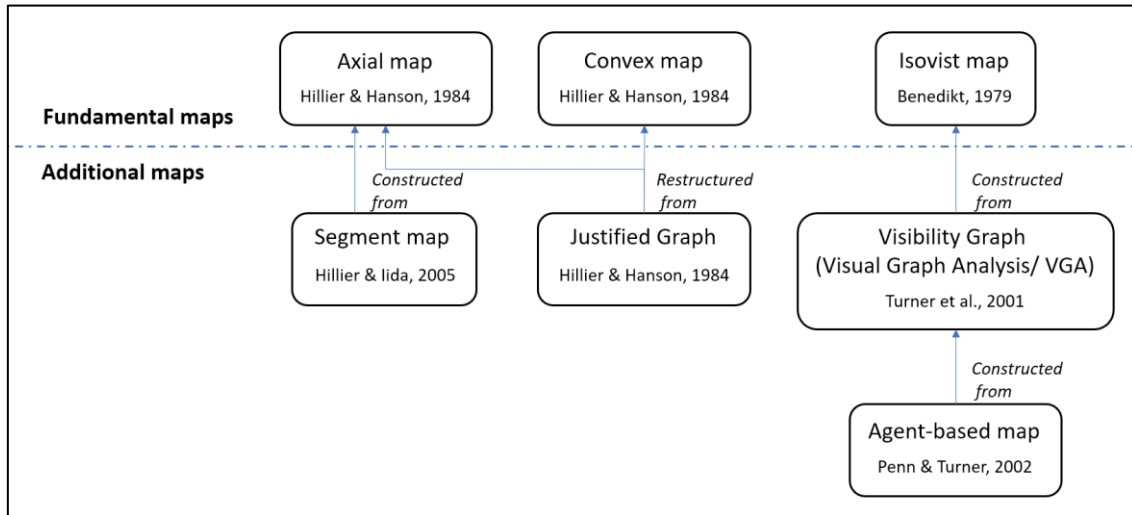 Axial map
Hillier & Hanson, 1984
Convex map
Hillier & Hanson, 1984
Isovist map
Benedikt, 1979
Fundamental maps
Additional maps
Constructed
from
Restructured
from
Constructed
from
Segment map
Hillier & Iida, 2005
Justified Graph
Hillier & Hanson, 1984
Visibility Graph
(Visual Graph Analysis/ VGA)
Turner et al., 2001
Constructed
from
Agent-based map
Penn & Turner, 2002